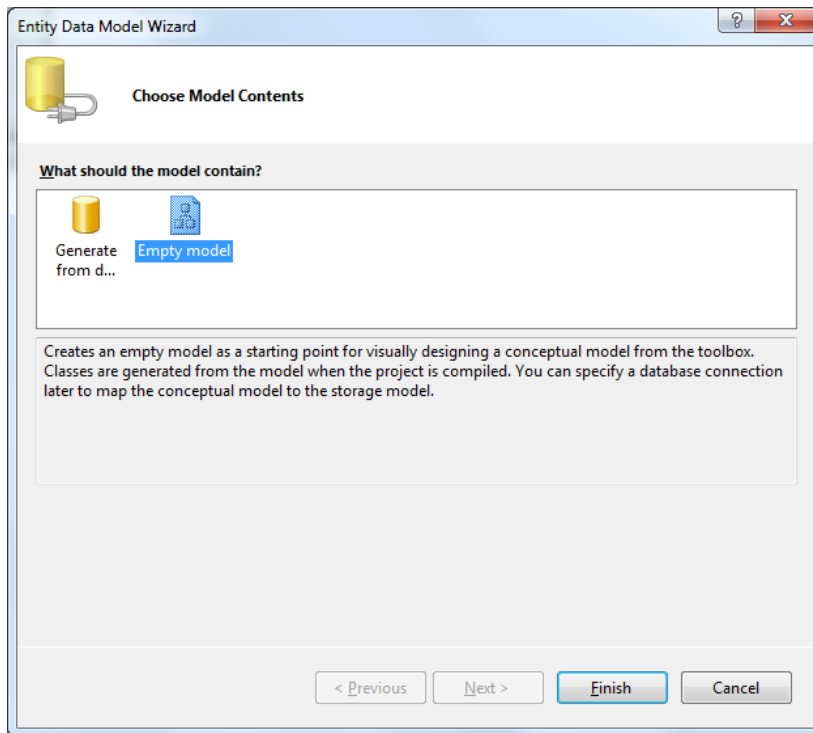 Entity Data Model Wizard
?
Choose Model Contents
What should the model contain?
Generate
from d...
Empty model
Creates an empty model as a starting point for visually designing a conceptual model from the toolbox.
Classes are generated from the model when the project is compiled. You can specify a database connection
later to map the conceptual model to the storage model.
< Previous
Next >
Finish
Cancel